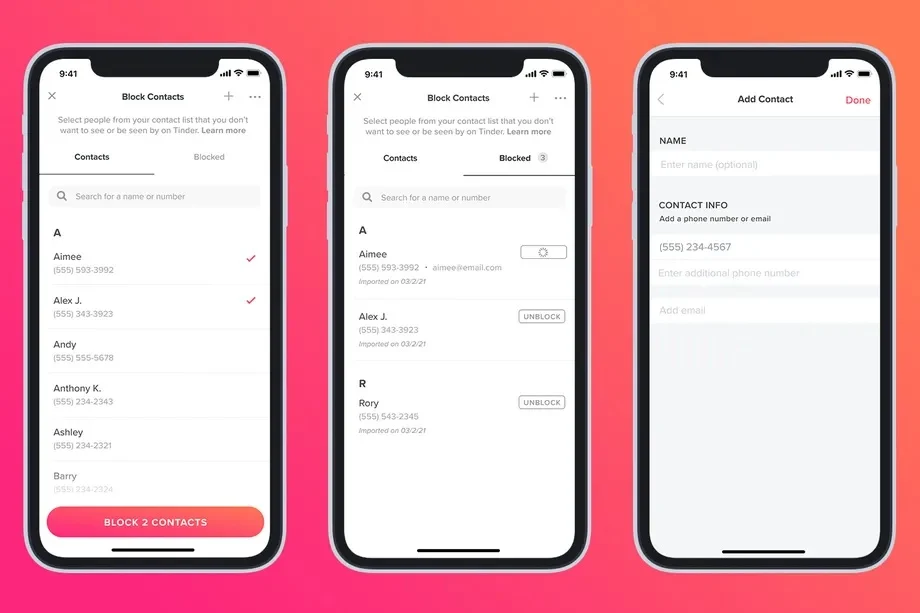 9:41
Block Contacts
Select people from your contact list that you don't
want to see or be seen by on Tinder. Learn more
Contacts
Blocked
Search for a name or number
A
Aimee
(555) 593-3992
Alex J.
(555) 343-3923
Andy
(555) 555-5678
Anthony K.
(555) 234-2343
Ashley
(555) 234-2321
Barry
(555) 234-2324
BLOCK 2 CONTACTS
9:41
Block Contacts
Select people from your contact list that you don't
want to see or be seen by on Tinder. Learn more
Contacts
Blocked 3
Search for a name or number
A
Aimee
(555) 593-3992 • aimee@email.com
Imported on 03/2/21
Alex J.
UNBLOCK
(555) 343-3923
Imported on 03/2/21
R
Rory
UNBLOCK
(555) 543-2345
Imported on 03/2/21
9:41
Add Contact
Done
NAME
Enter name (optional)
CONTACT INFO
Add a phone number or email
(555) 234-4567
Enter additional phone number
Add email